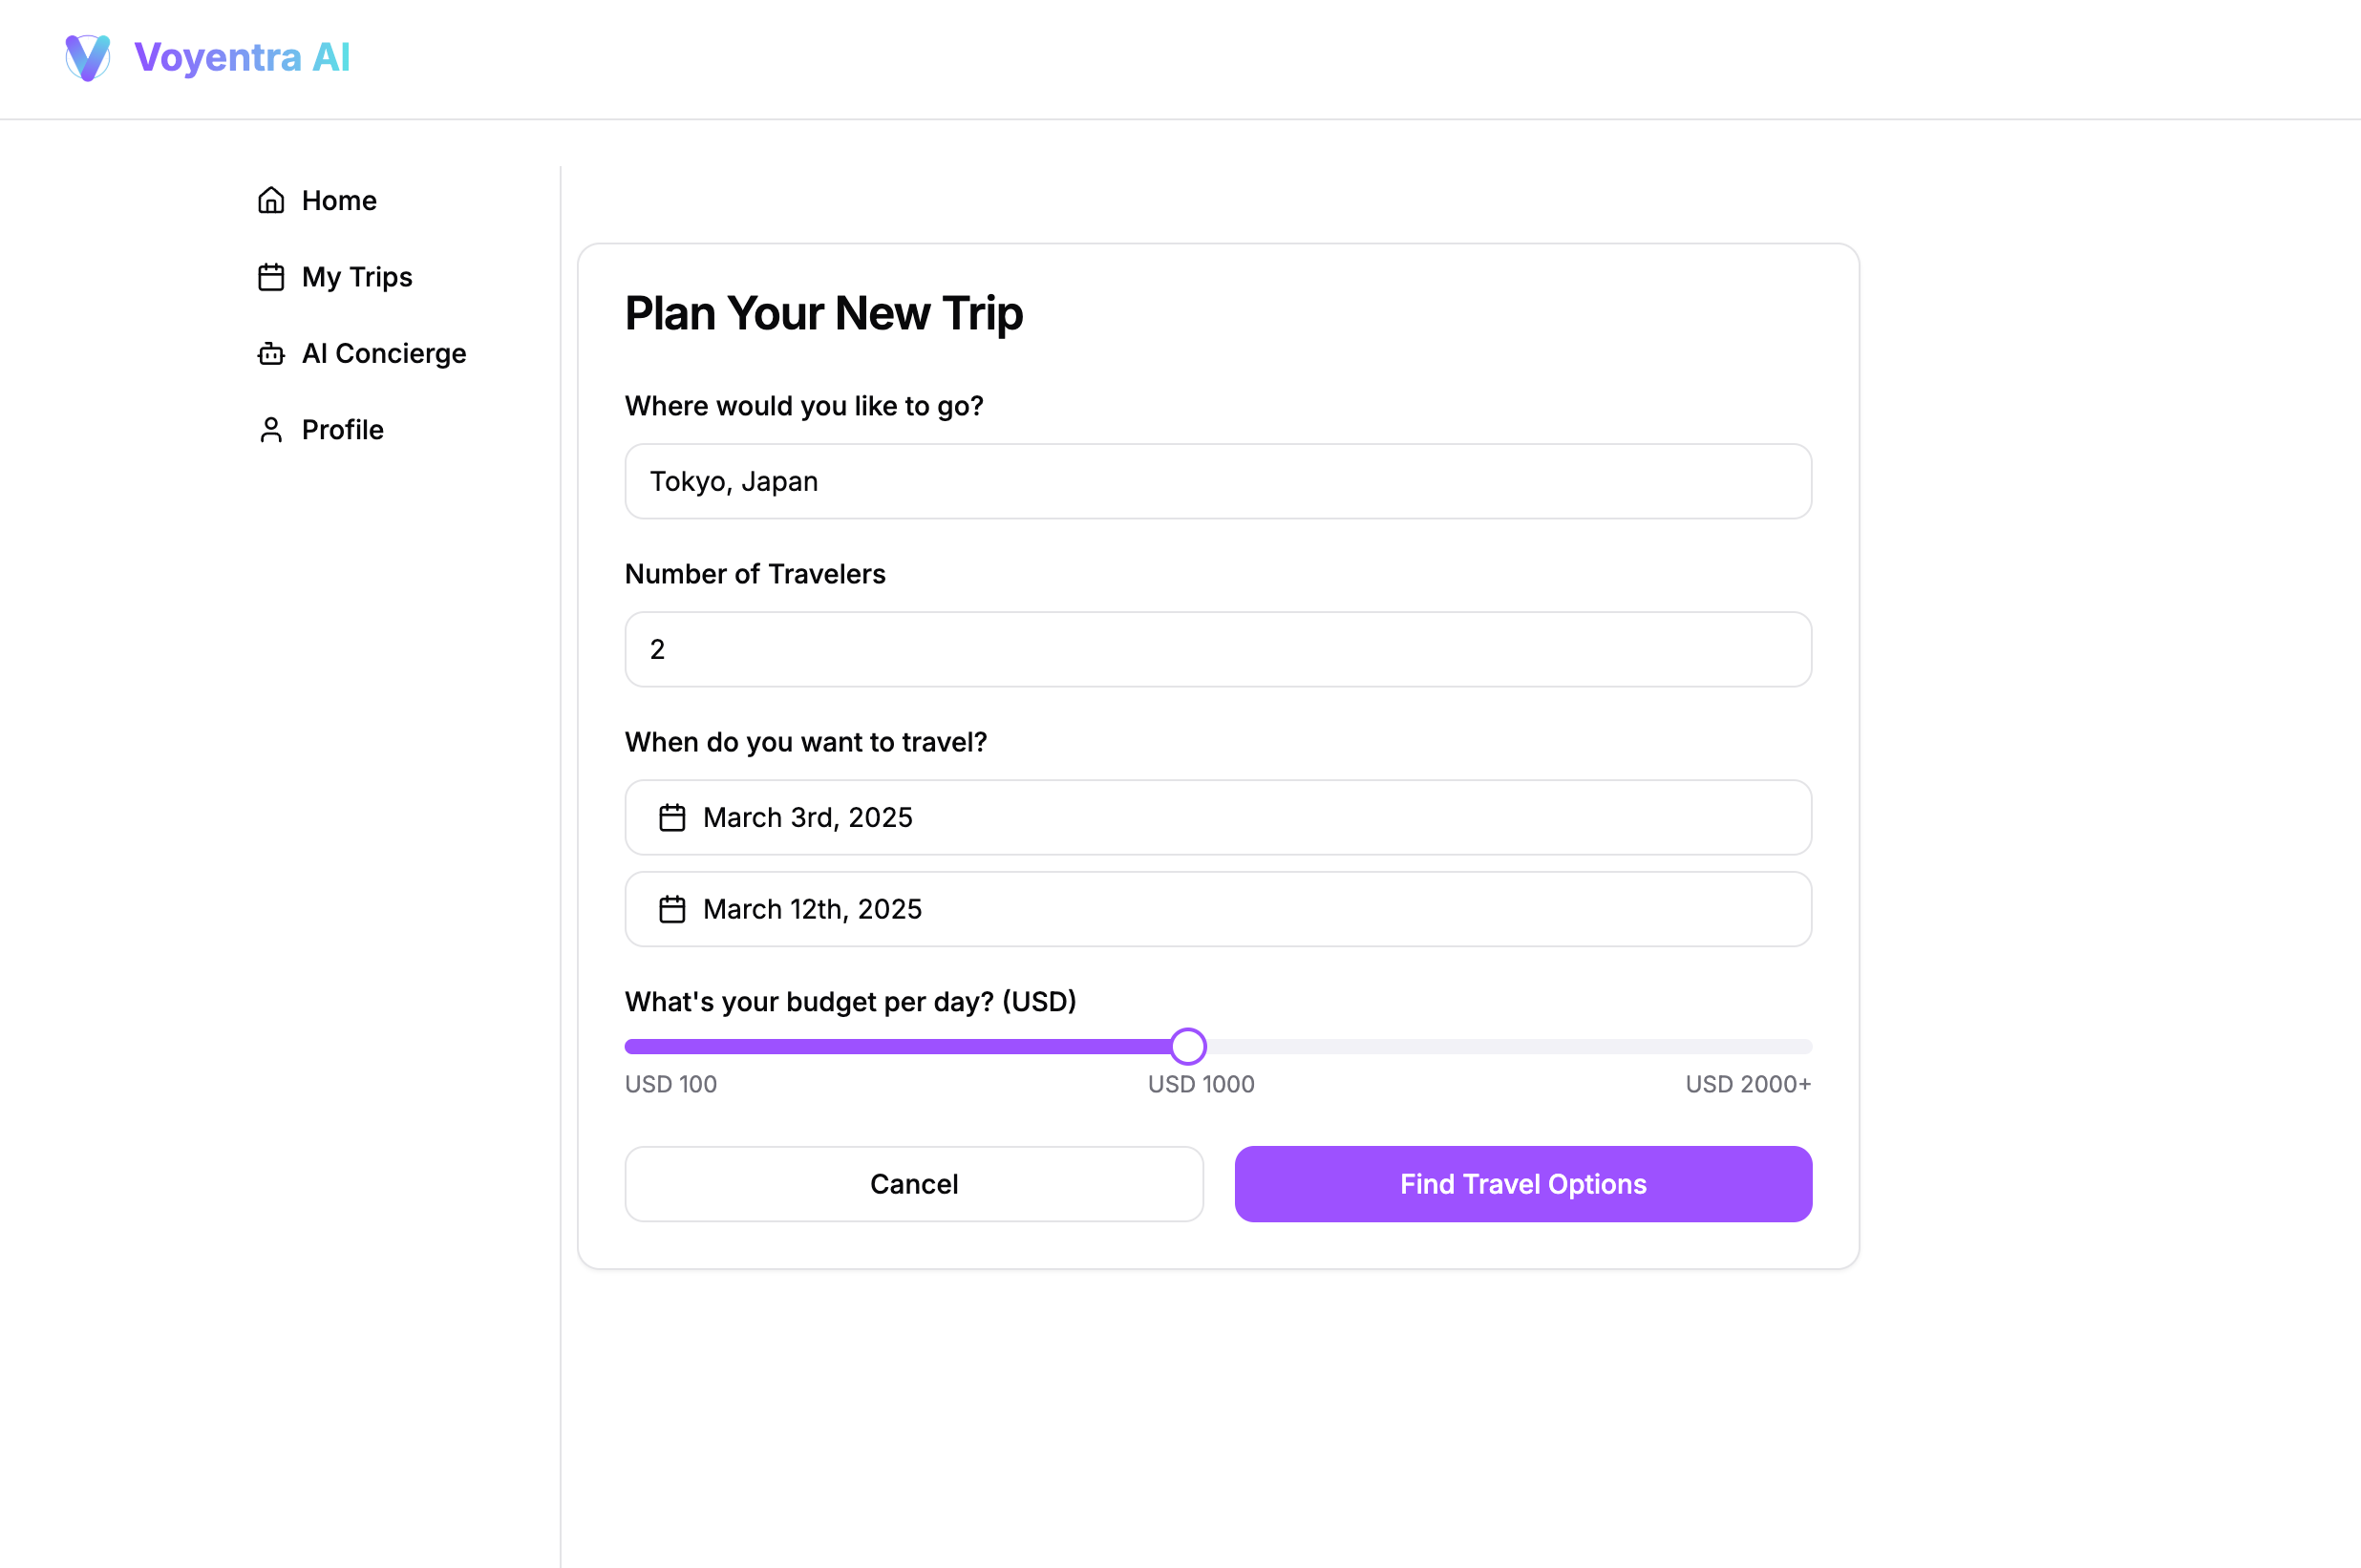 Voyentra AI
Home
My Trips
AI Concierge
Profile
Plan Your New Trip
Where would you like to go?
Tokyo, Japan
Number of Travelers
2
When do you want to travel?
March 3rd, 2025
March 12th, 2025
What's your budget per day? (USD)
USD 100 USD 1000 USD 2000+
Cancel Find Travel Options